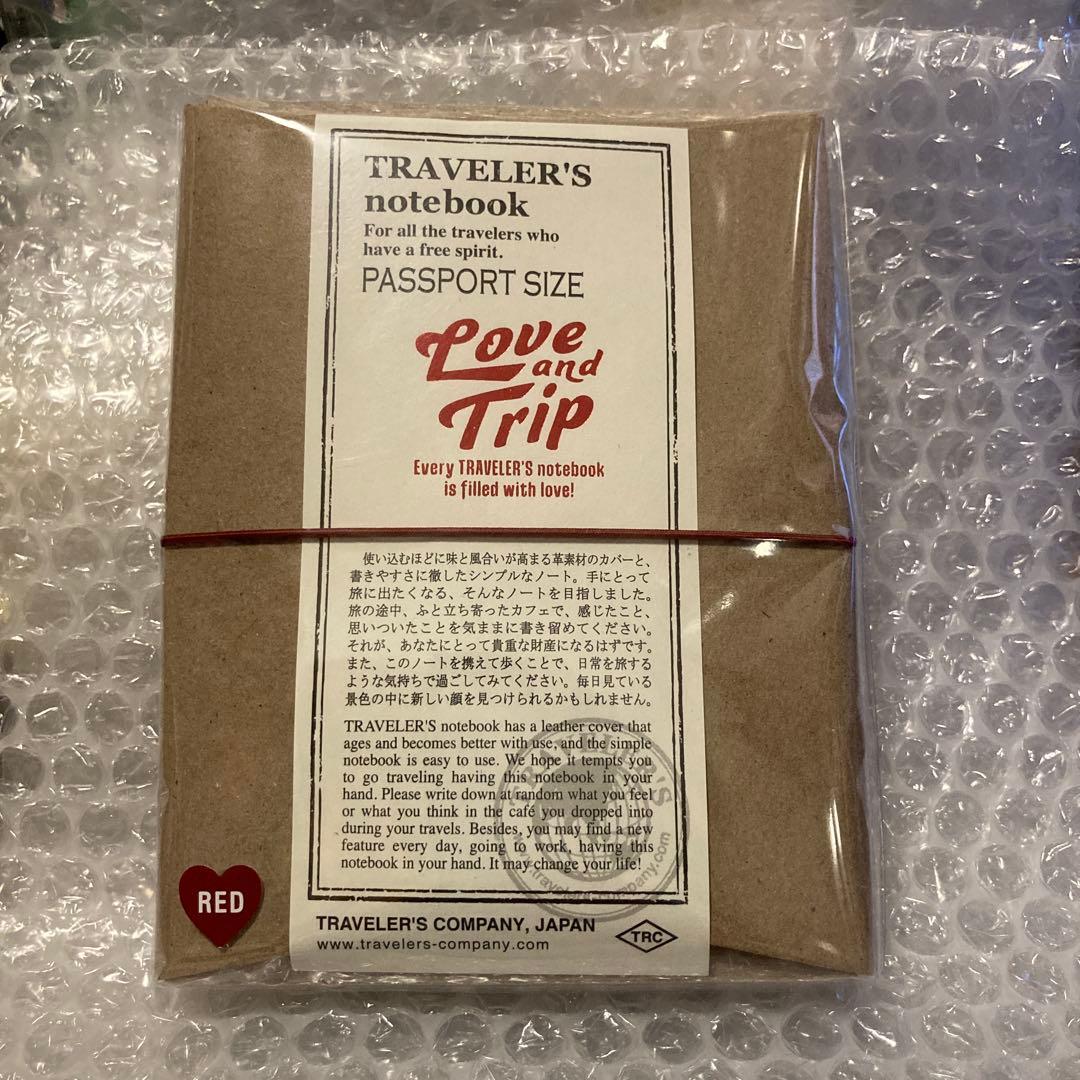 TRAVELER'S
notebook
For all the travelers who
have a free spirit.
PASSPORT SIZE
Love
and
Trip
Every TRAVELER'S notebook
is filled with love!
使い込むほどに味と風合いが高まる革素材のカバーと、
書きやすさに徹したシンプルなノート。手にとって
旅に出たくなる、そんなノートを目指しました。
旅の途中、ふと立ち寄ったカフェで、感じたこと、
思いついたことを気ままに書き留めてください。
それが、あなたにとって貴重な財産になるはずです。
また、このノートを携えて歩くことで、日常を旅する
ような気持ちで過ごしてみてください。毎日見ている
景色の中に新しい顔を見つけられるかもしれません。
TRAVELER'S notebook has a leather cover that
ages and becomes better with use, and the simple
notebook is easy to use. We hope it tempts you
to go traveling having this notebook in your
hand. Please write down at random what you feel
or what you think in the café you dropped into
during your travels. Besides, you may find a new
feature every day, going to work, having this
notebook in your hand. It may change your life!
TRAVELER'S
www.travelers-company.com
RED
TRAVELER'S COMPANY, JAPAN
www.travelers-company.com
TRC